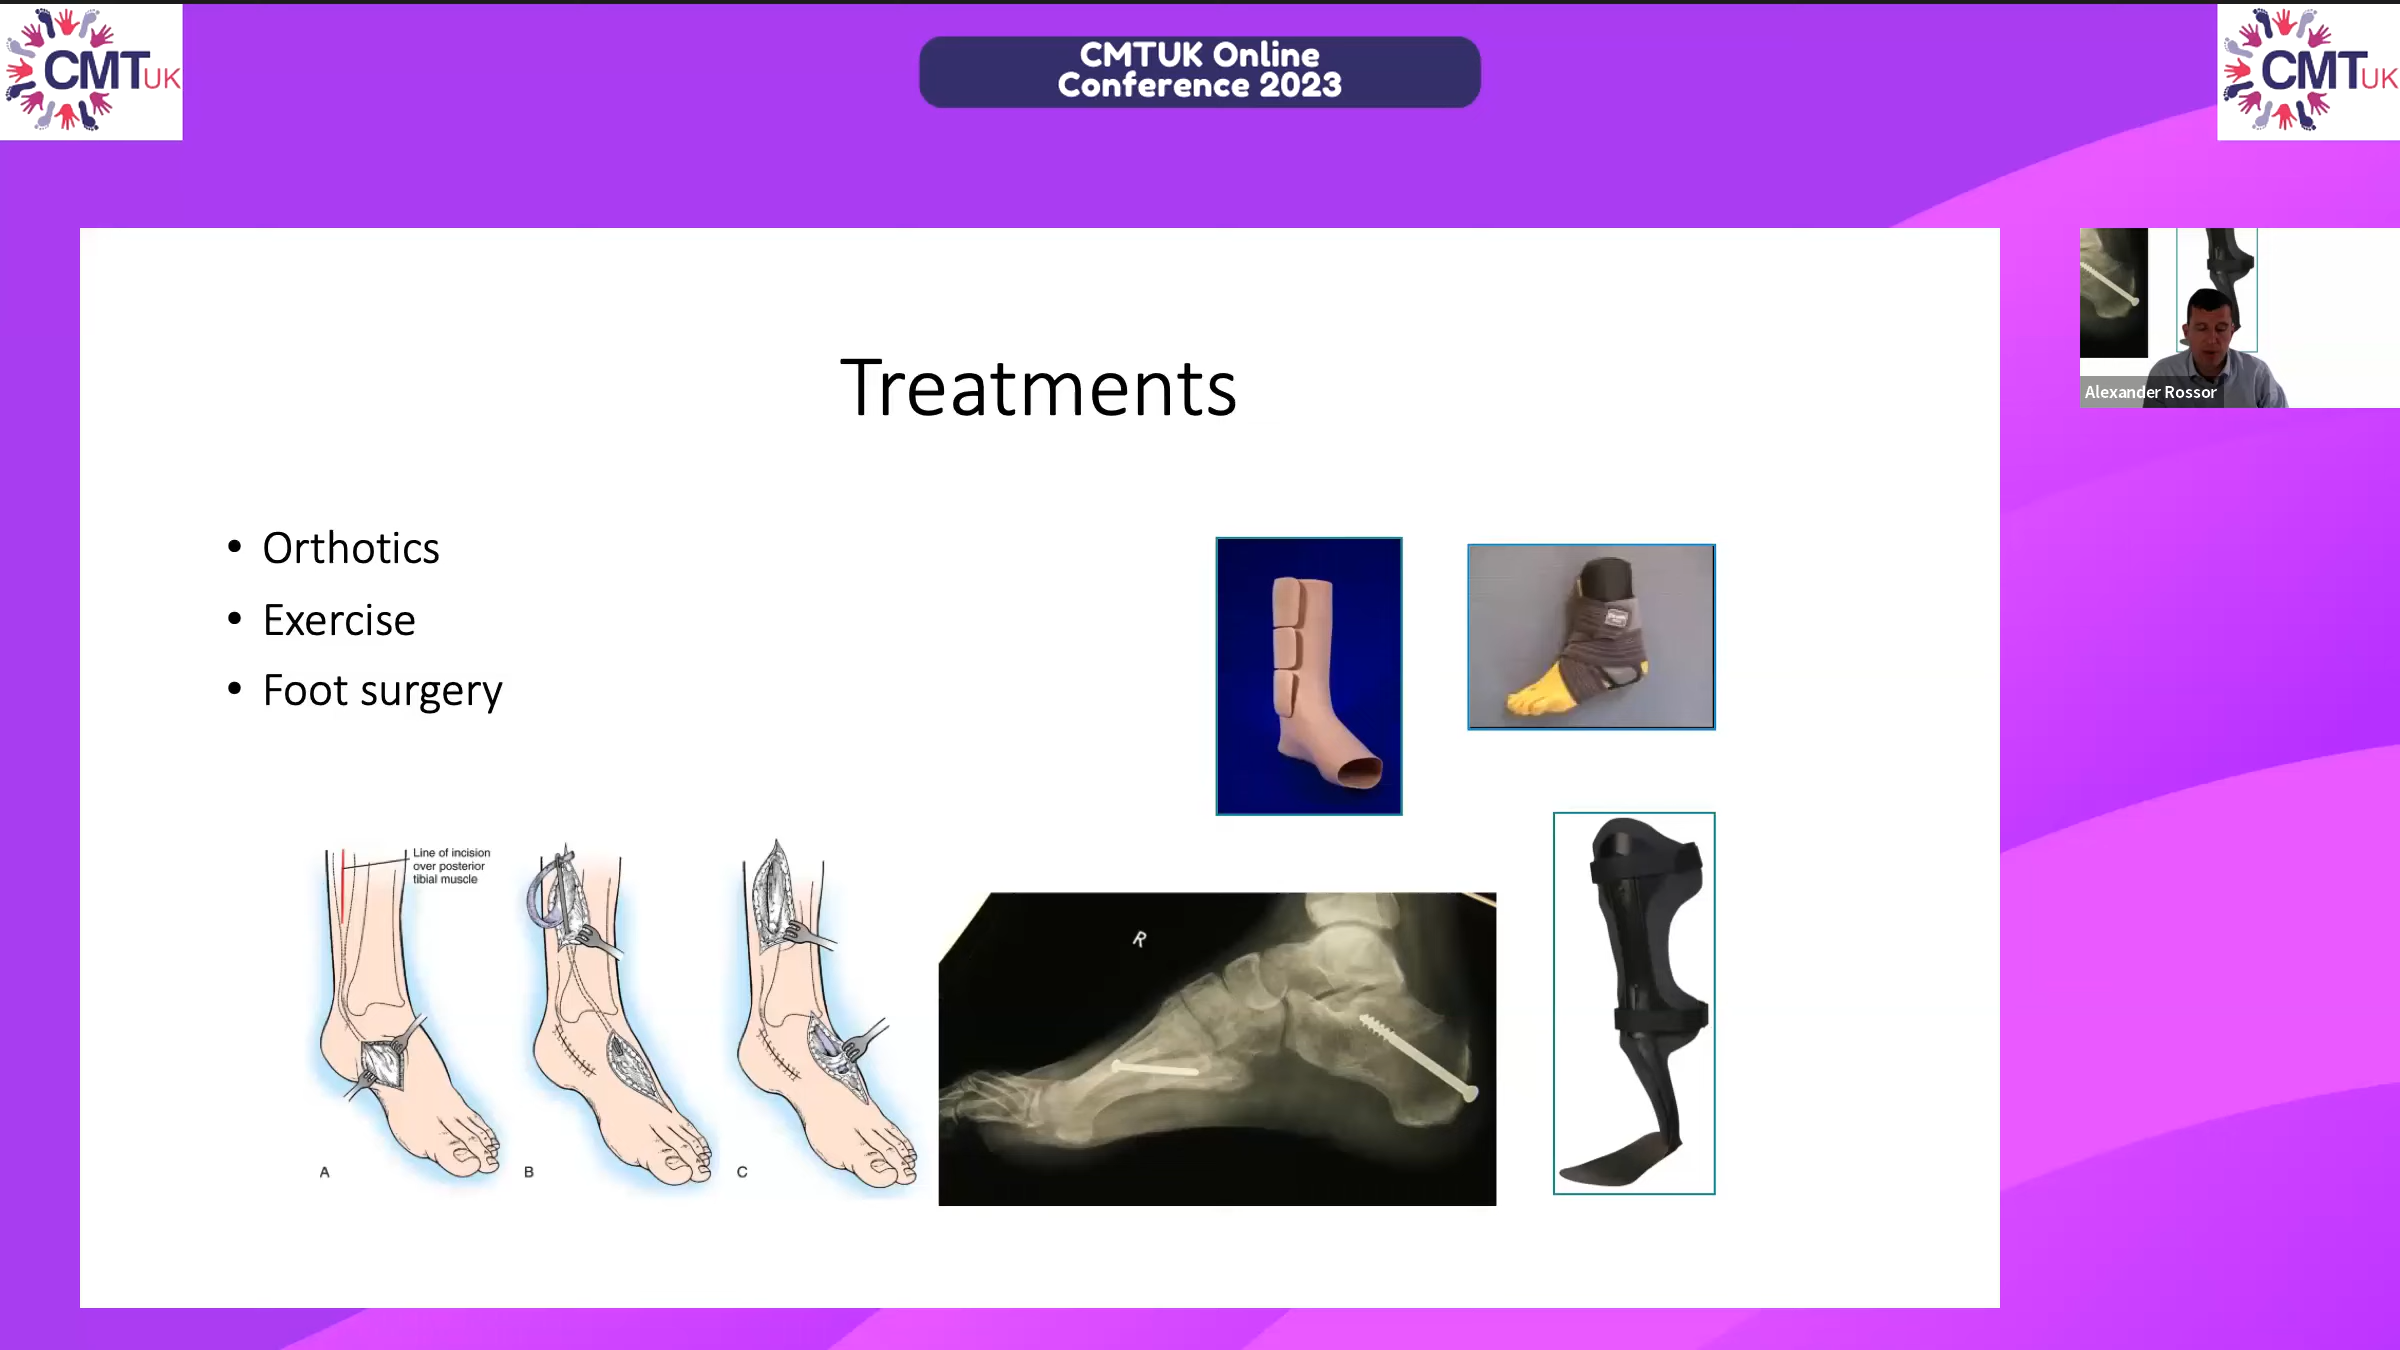 CMTUK
CMTUK Online
Conference 2023
CMTUK
Treatments
• Orthotics
• Exercise
• Foot surgery
Line of incision
over posterior
tibial muscle
A
B
C
R
Alexander Rossor